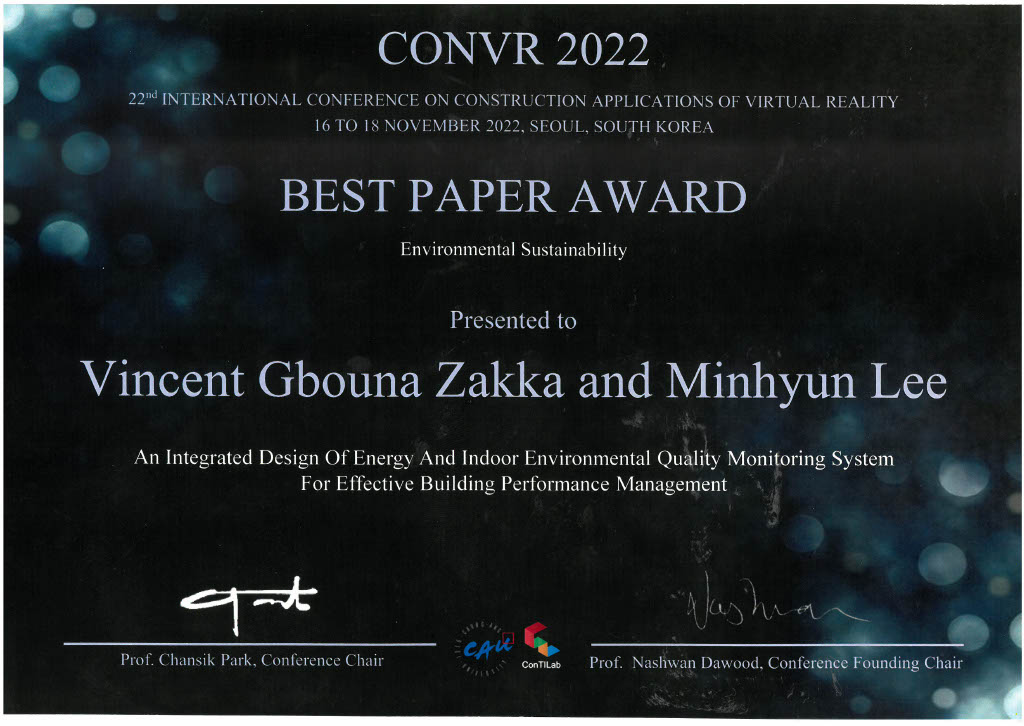 CONVR 2022
22nd INTERNATIONAL CONFERENCE ON CONSTRUCTION APPLICATIONS OF VIRTUAL REALITY
16 TO 18 NOVEMBER 2022, SEOUL, SOUTH KOREA
BEST PAPER AWARD
Environmental Sustainability
Presented to
Vincent Gbouna Zakka and Minhyun Lee
An Integrated Design Of Energy And Indoor Environmental Quality Monitoring System
For Effective Building Performance Management
Nashwan
CAU
ConTILab
Prof. Chansik Park, Conference Chair
Prof. Nashwan Dawood, Conference Founding Chair